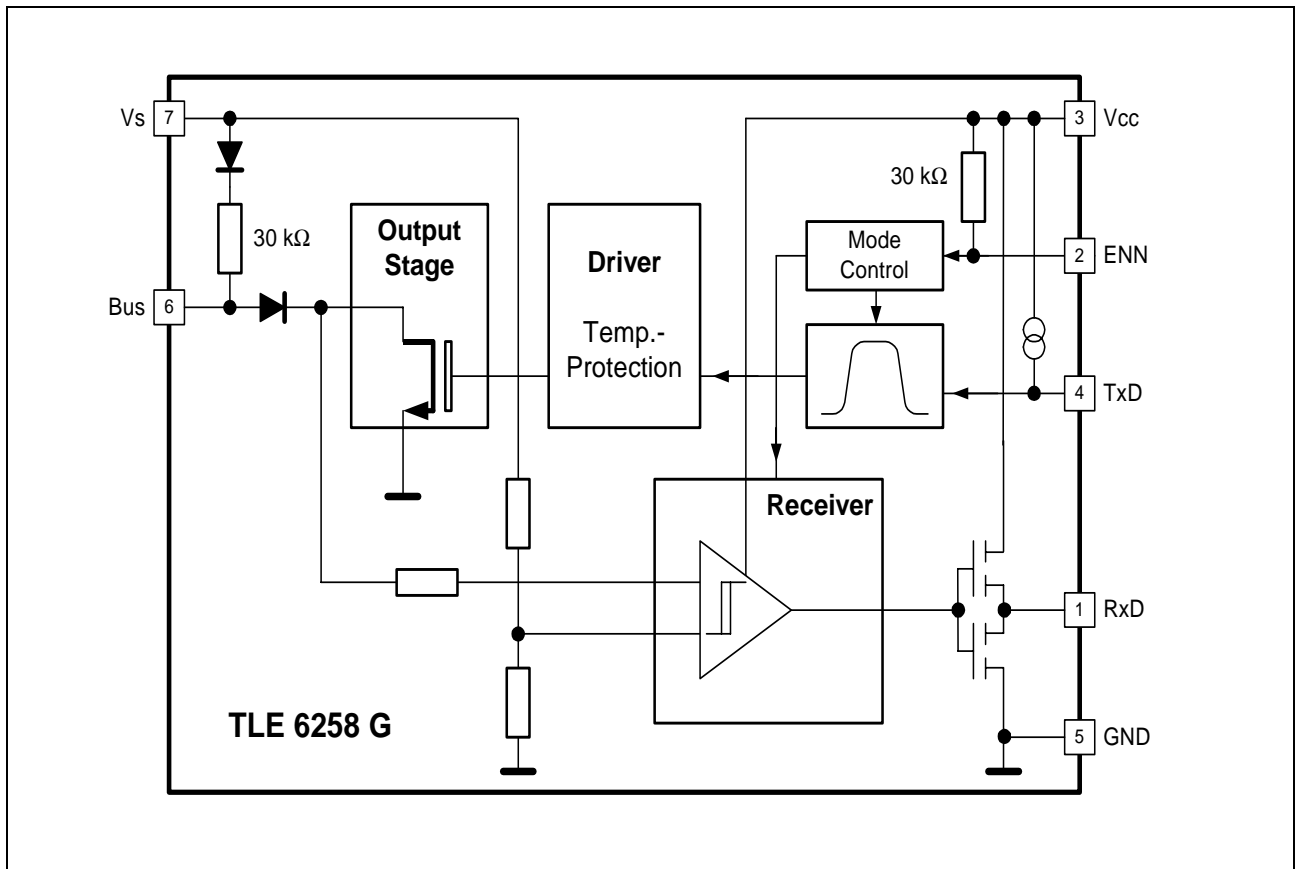 Vs 7
3 Vcc
30 kΩ
30 kΩ
Output
Stage
Driver
Temp.-
Protection
Mode
Control
2 ENN
Bus 6
4 TxD
Receiver
1 RxD
TLE 6258 G
5 GND